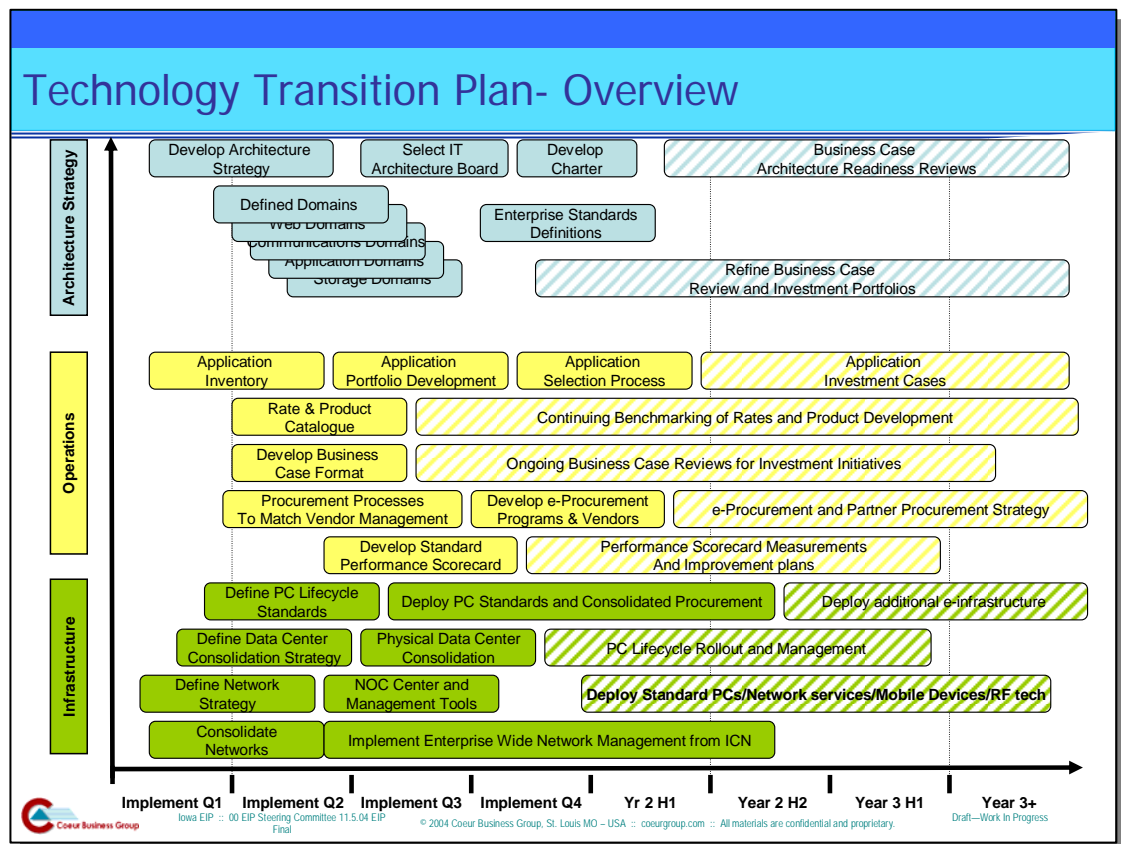 Technology Transition Plan- Overview
Architecture Strategy
Develop Architecture
Strategy
Select IT
Architecture Board
Develop
Charter
Business Case
Architecture Readiness Reviews
Defined Domains
Web Domains
Communications Domains
Application Domains
Storage Domains
Enterprise Standards
Definitions
Refine Business Case
Review and Investment Portfolios
Operations
Application
Inventory
Application
Portfolio Development
Application
Selection Process
Application
Investment Cases
Rate & Product
Catalogue
Continuing Benchmarking of Rates and Product Development
Develop Business
Case Format
Ongoing Business Case Reviews for Investment Initiatives
Procurement Processes
To Match Vendor Management
Develop e-Procurement
Programs & Vendors
e-Procurement and Partner Procurement Strategy
Develop Standard
Performance Scorecard
Performance Scorecard Measurements
And Improvement plans
Infrastructure
Define PC Lifecycle
Standards
Deploy PC Standards and Consolidated Procurement
Deploy additional e-infrastructure
Define Data Center
Consolidation Strategy
Physical Data Center
Consolidation
PC Lifecycle Rollout and Management
Define Network
Strategy
NOC Center and
Management Tools
Deploy Standard PCs/Network services/Mobile Devices/RF tech
Consolidate
Networks
Implement Enterprise Wide Network Management from ICN
Implement Q1
Implement Q2
Implement Q3
Implement Q4
Yr 2 H1
Year 2 H2
Year 3 H1
Year 3+
Coeur Business Group
Iowa EIP :: 00 EIP Steering Committee 11.5.04 EIP
Final
© 2004 Coeur Business Group, St. Louis MO – USA :: coeurgroup.com :: All materials are confidential and proprietary.
Draft—Work In Progress